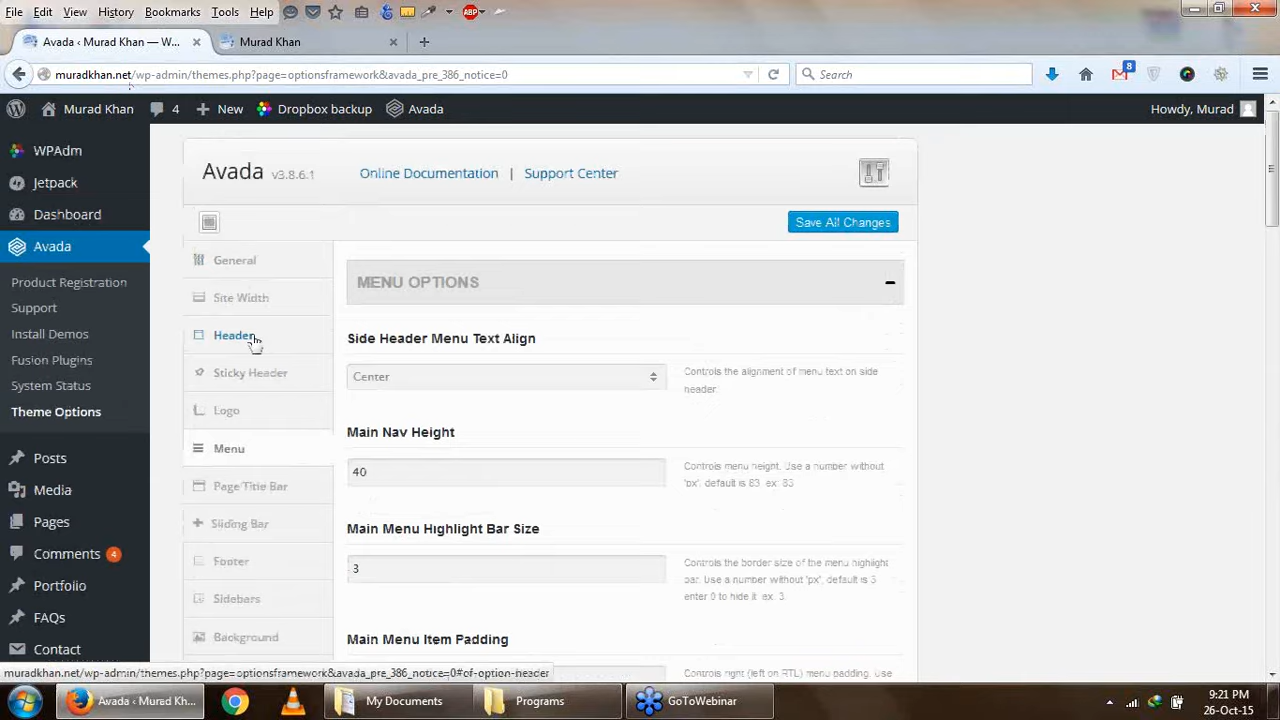 File Edit View History Bookmarks Tools Help
Avada ‹ Murad Khan — W... × Murad Khan × +
muradkhan.net/wp-admin/themes.php?page=optionsframework&avada_pre_386_notice=0
Search
8
Murad Khan 4 New Dropbox backup Avada Howdy, Murad
WPAdm
Jetpack
Dashboard
Avada
Product Registration
Support
Install Demos
Fusion Plugins
System Status
Theme Options
Posts
Media
Pages
Comments 4
Portfolio
FAQs
Contact
Avada v3.8.6.1 Online Documentation | Support Center
Save All Changes
General
Site Width
Header
Sticky Header
Logo
Menu
Page Title Bar
Sliding Bar
Footer
Sidebars
Background
MENU OPTIONS
Side Header Menu Text Align
Center
Controls the alignment of menu text on side
header.
Main Nav Height
40
Controls menu height. Use a number without
'px', default is 83. ex: 83
Main Menu Highlight Bar Size
3
Controls the border size of the menu highlight
bar. Use a number without 'px', default is 3
enter 0 to hide it. ex: 3
Main Menu Item Padding
Controls right (left on RTL) menu padding. use
muradkhan.net/wp-admin/themes.php?page=optionsframework&avada_pre_386_notice=0#of-option-header
Avada ‹ Murad Kh... My Documents Programs GoToWebinar
9:21 PM
26-Oct-15